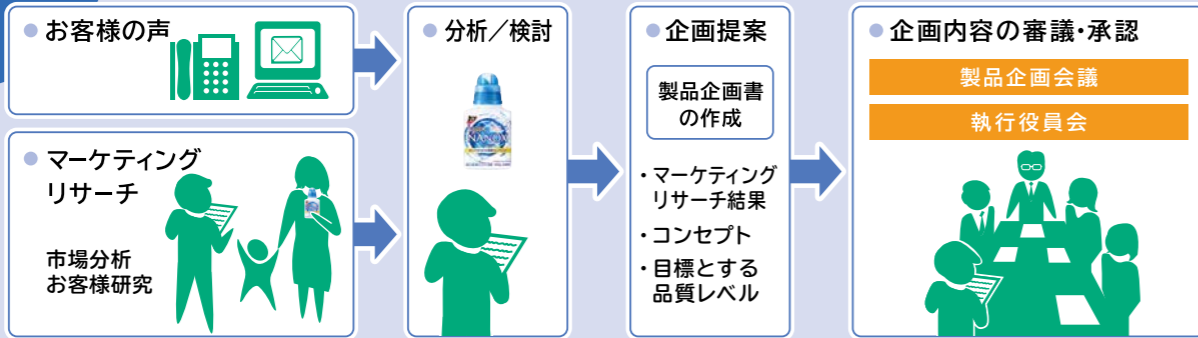 お客様の声
マーケティング
リサーチ
市場分析
お客様研究
分析／検討
NANOX
企画提案
製品企画書
の作成
・マーケティング
リサーチ結果
・コンセプト
・目標とする
品質レベル
企画内容の審議・承認
製品企画会議
執行役員会